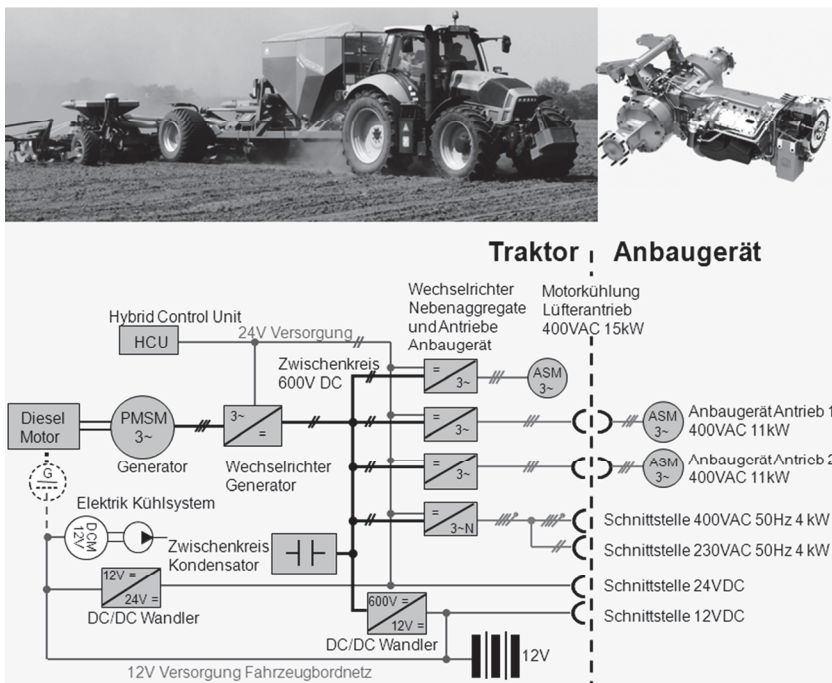 Traktor Anbaugerät
Hybrid Control Unit
HCU
24V Versorgung
Wechselrichter
Nebenaggregate
und Antriebe
Anbaugerät
Motorkühlung
Lüfterantrieb
400VAC 15kW
Zwischenkreis
600V DC
=
3~
ASM
3~
Diesel
Motor
PMSM
3~
Generator
3~
=
Wechselrichter
Generator
=
3~
ASM
3~
Anbaugerät Antrieb 1
400VAC 11kW
=
3~
ASM
3~
Anbaugerät Antrieb 2
400VAC 11kW
G
Elektrik Kühlsystem
DCM
12V
=
3~N
Schnittstelle 400VAC 50Hz 4 kW
Schnittstelle 230VAC 50Hz 4 kW
Zwischenkreis
Kondensator
12V =
24V =
DC/DC Wandler
Schnittstelle 24VDC
600V =
12V =
DC/DC Wandler
Schnittstelle 12VDC
12V
12V Versorgung Fahrzeugbordnetz